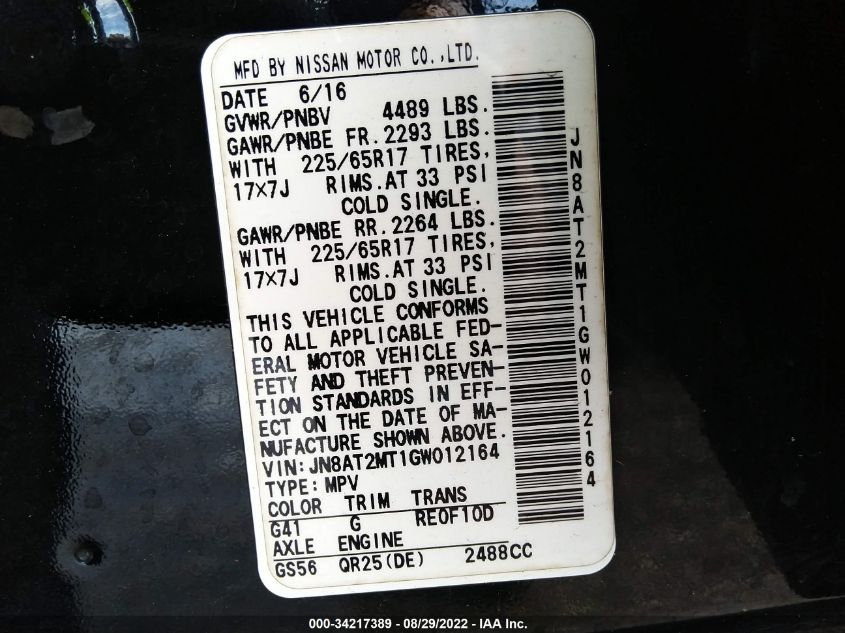 MFD BY NISSAN MOTOR CO.,LTD.
DATE 6/16
GVWR/PNBV 4489 LBS.
GAWR/PNBE FR. 2293 LBS.
WITH 225/65R17 TIRES,
17×7J RIMS.AT 33 PSI
COLD SINGLE.
GAWR/PNBE RR. 2264 LBS.
WITH 225/65R17 TIRES,
17×7J RIMS.AT 33 PSI
COLD SINGLE.
THIS VEHICLE CONFORMS
TO ALL APPLICABLE FED-
ERAL MOTOR VEHICLE SA-
FETY AND THEFT PREVEN-
TION STANDARDS IN EFF-
ECT ON THE DATE OF MA-
NUFACTURE SHOWN ABOVE.
VIN:JN8AT2MT1GW012164
TYPE:MPV
COLOR TRIM TRANS
G41 G RE0F10D
AXLE ENGINE
GS56 QR25(DE) 2488CC
JN8AT2MT1GW012164
000-34217389 - 08/29/2022 - IAA Inc.